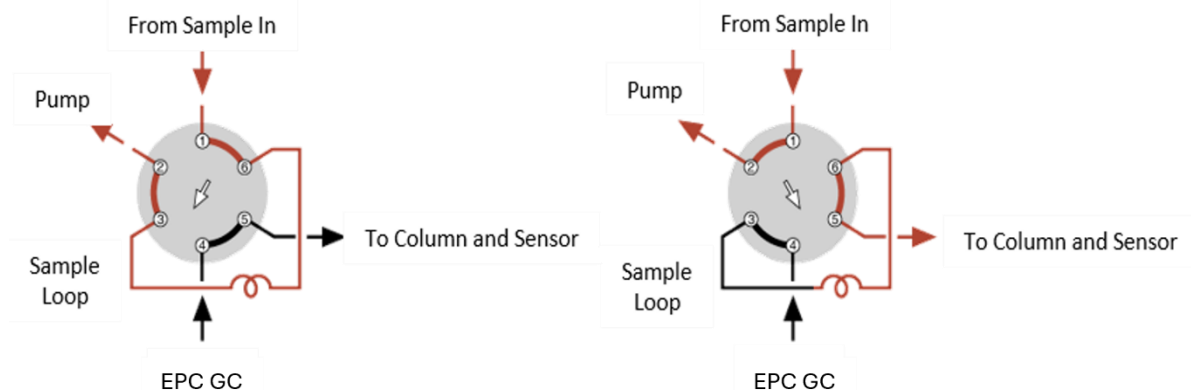 From Sample In
Pump
1
2
6
3
5
4
To Column and Sensor
Sample
Loop
EPC GC
From Sample In
Pump
1
2
6
3
5
4
To Column and Sensor
Sample
Loop
EPC GC